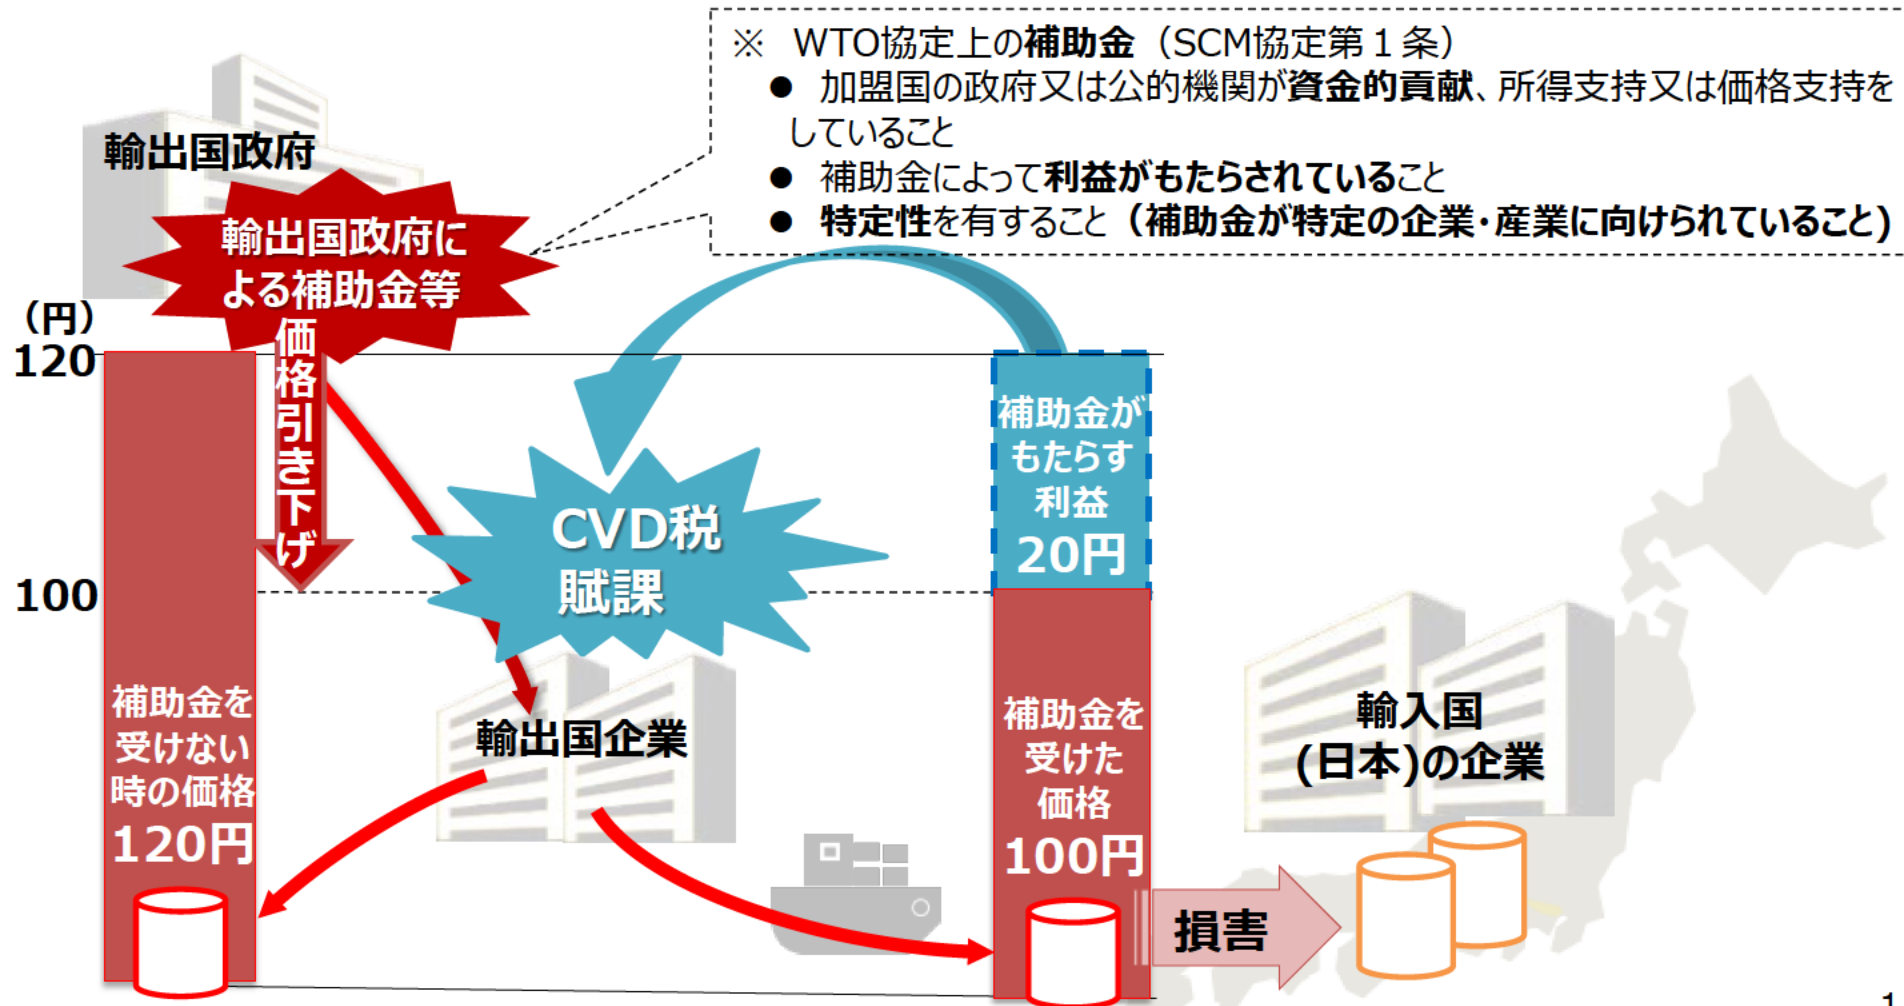 ※ WTO協定上の補助金（SCM協定第１条）
● 加盟国の政府又は公的機関が資金的貢献、所得支持又は価格支持を
していること
● 補助金によって利益がもたらされていること
● 特定性を有すること（補助金が特定の企業・産業に向けられていること)
輸出国政府
輸出国政府に
よる補助金等
（円）
120
価格引き下げ
100
補助金を
受けない
時の価格
120円
CVD税
賦課
輸出国企業
補助金が
もたらす
利益
20円
補助金を
受けた
価格
100円
損害
輸入国
(日本)の企業